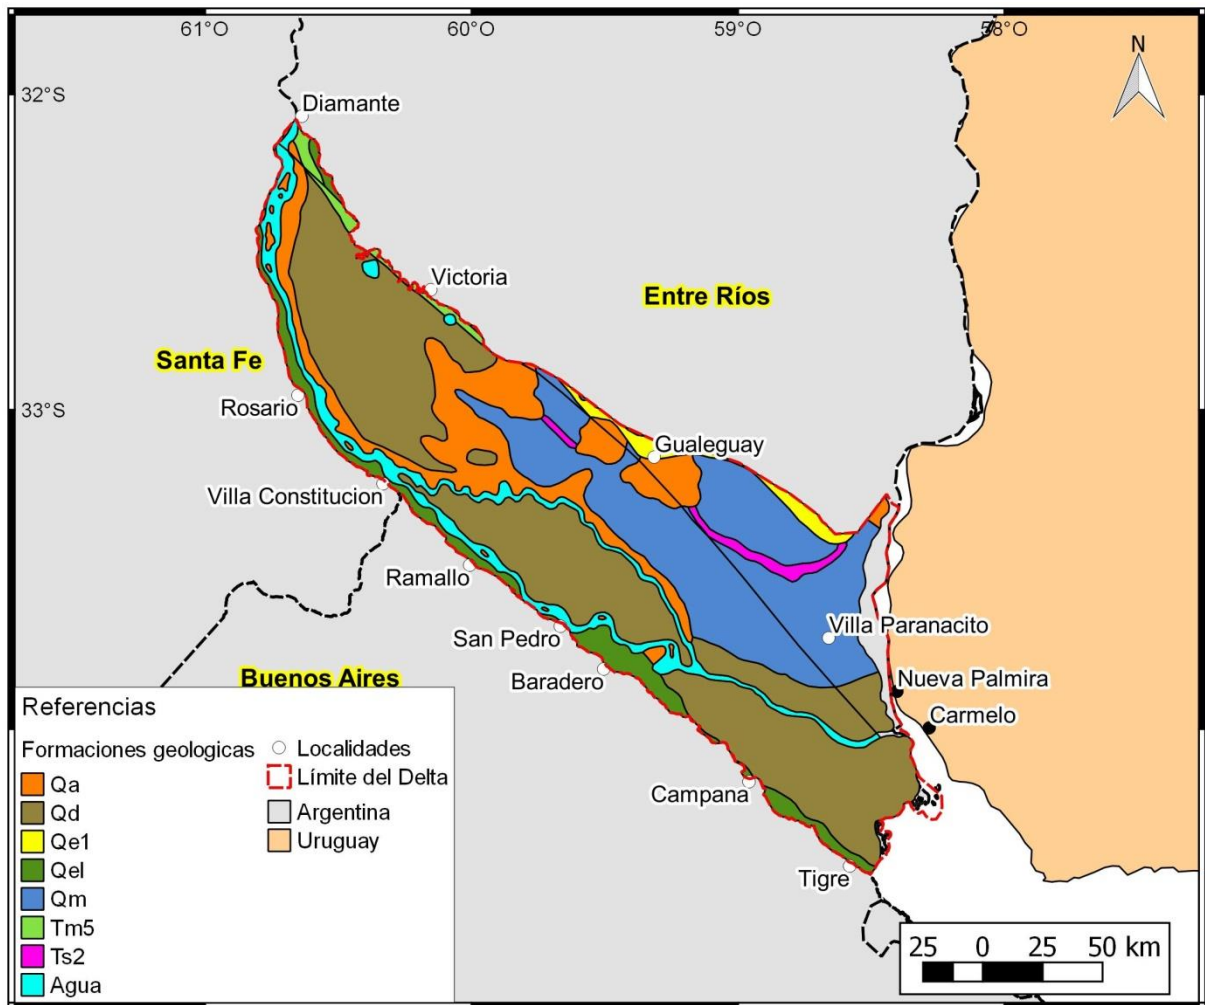 61°O
60°O
59°O
58°O
N
32°S
Diamante
Victoria
Entre Ríos
Santa Fe
Rosario
33°S
Gualeguay
Villa Constitucion
Ramallo
San Pedro
Villa Paranacito
Baradero
Buenos Aires
Nueva Palmira
Carmelo
Campana
Tigre
Referencias
Formaciones geologicas
Qa
Qd
Qe1
Qel
Qm
Tm5
Ts2
Agua
Localidades
Límite del Delta
Argentina
Uruguay
25 0 25 50 km